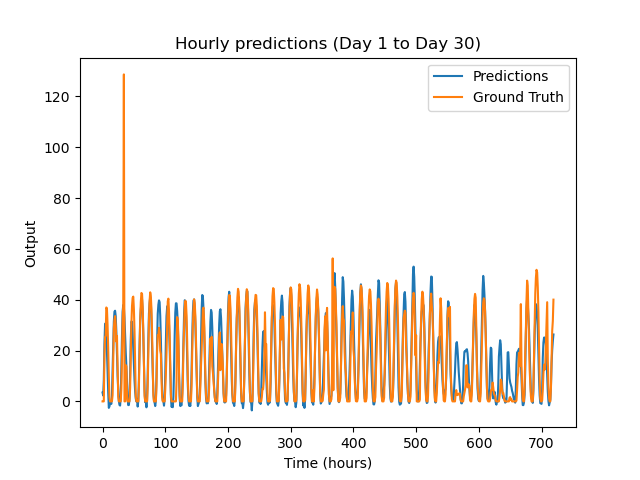 Hourly predictions (Day 1 to Day 30)
Predictions
Ground Truth
Output
120
100
80
60
40
20
0
0 100 200 300 400 500 600 700
Time (hours)